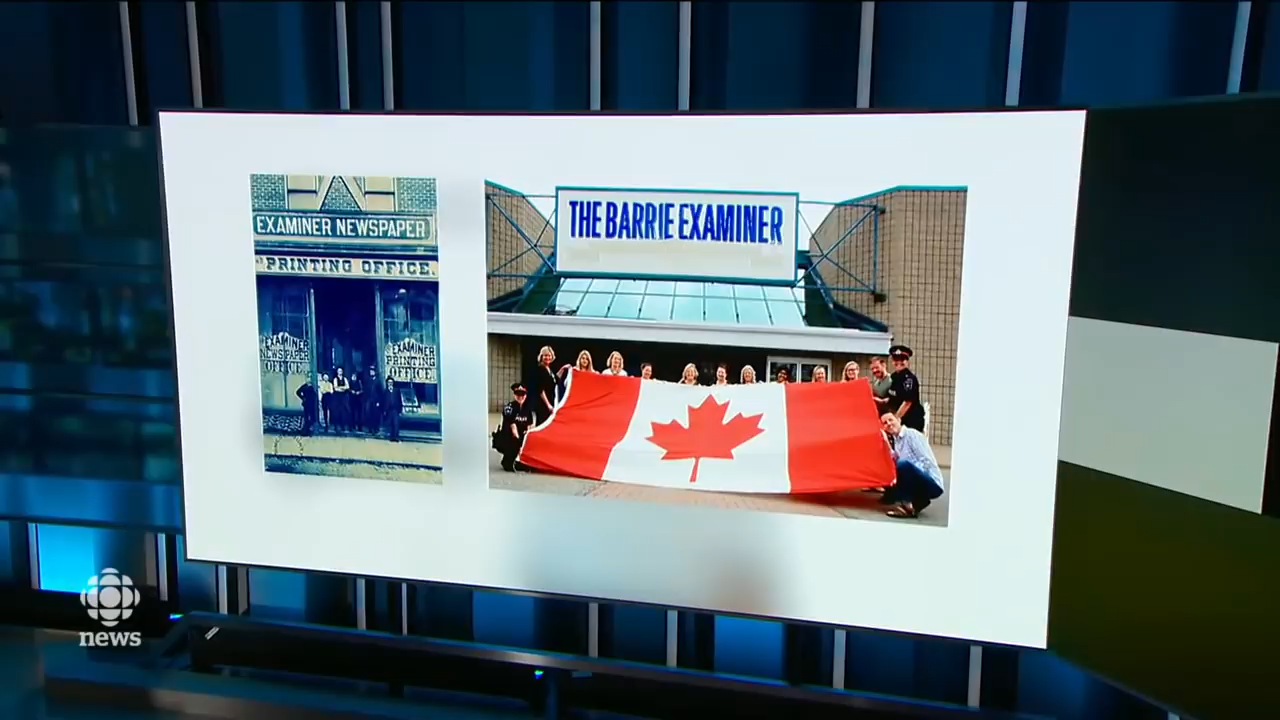 EXAMINER NEWSPAPER
PRINTING OFFICE.
EXAMINER
NEWSPAPER
OFFICE.
EXAMINER
PRINTING
OFFICE.
THE BARRIE EXAMINER
news